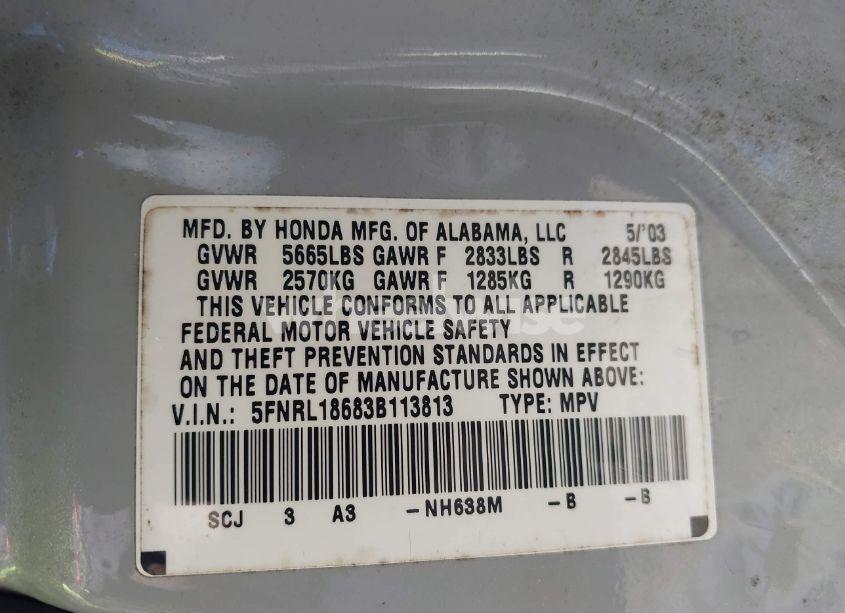 MFD. BY HONDA MFG. OF ALABAMA, LLC 5/'03
GVWR 5665LBS GAWR F 2833LBS R 2845LBS
GVWR 2570KG GAWR F 1285KG R 1290KG
THIS VEHICLE CONFORMS TO ALL APPLICABLE
FEDERAL MOTOR VEHICLE SAFETY
AND THEFT PREVENTION STANDARDS IN EFFECT
ON THE DATE OF MANUFACTURE SHOWN ABOVE:
V.I.N.: 5FNRL18683B113813 TYPE: MPV
SCJ 3 A3 -NH638M -B -B